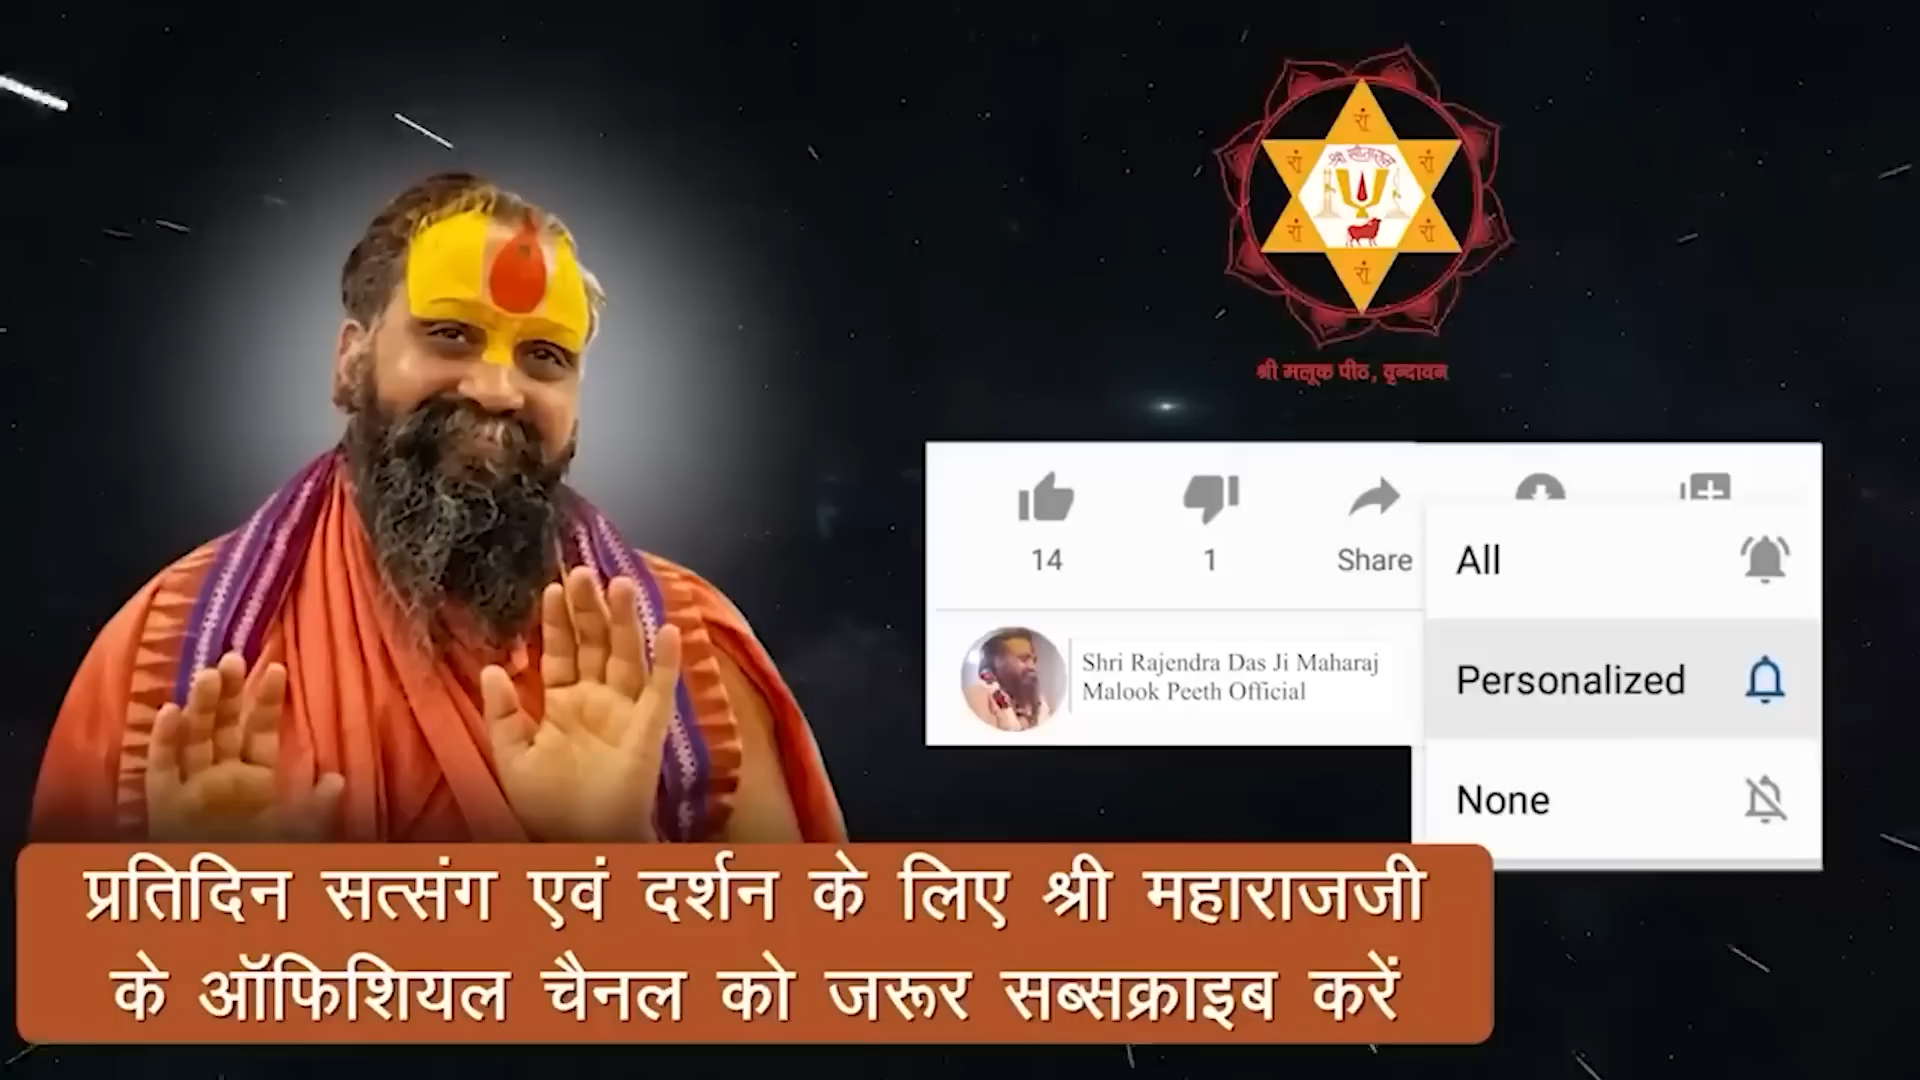 रां
रां
रां
श्री सीताराम
रां
रां
रां
श्री मलूक पीठ, वृन्दावन
14
1
Share
All
Shri Rajendra Das Ji Maharaj
Malook Peeth Official
Personalized
None
प्रतिदिन सत्संग एवं दर्शन के लिए श्री महाराजजी
के ऑफिशियल चैनल को जरूर सब्सक्राइब करें